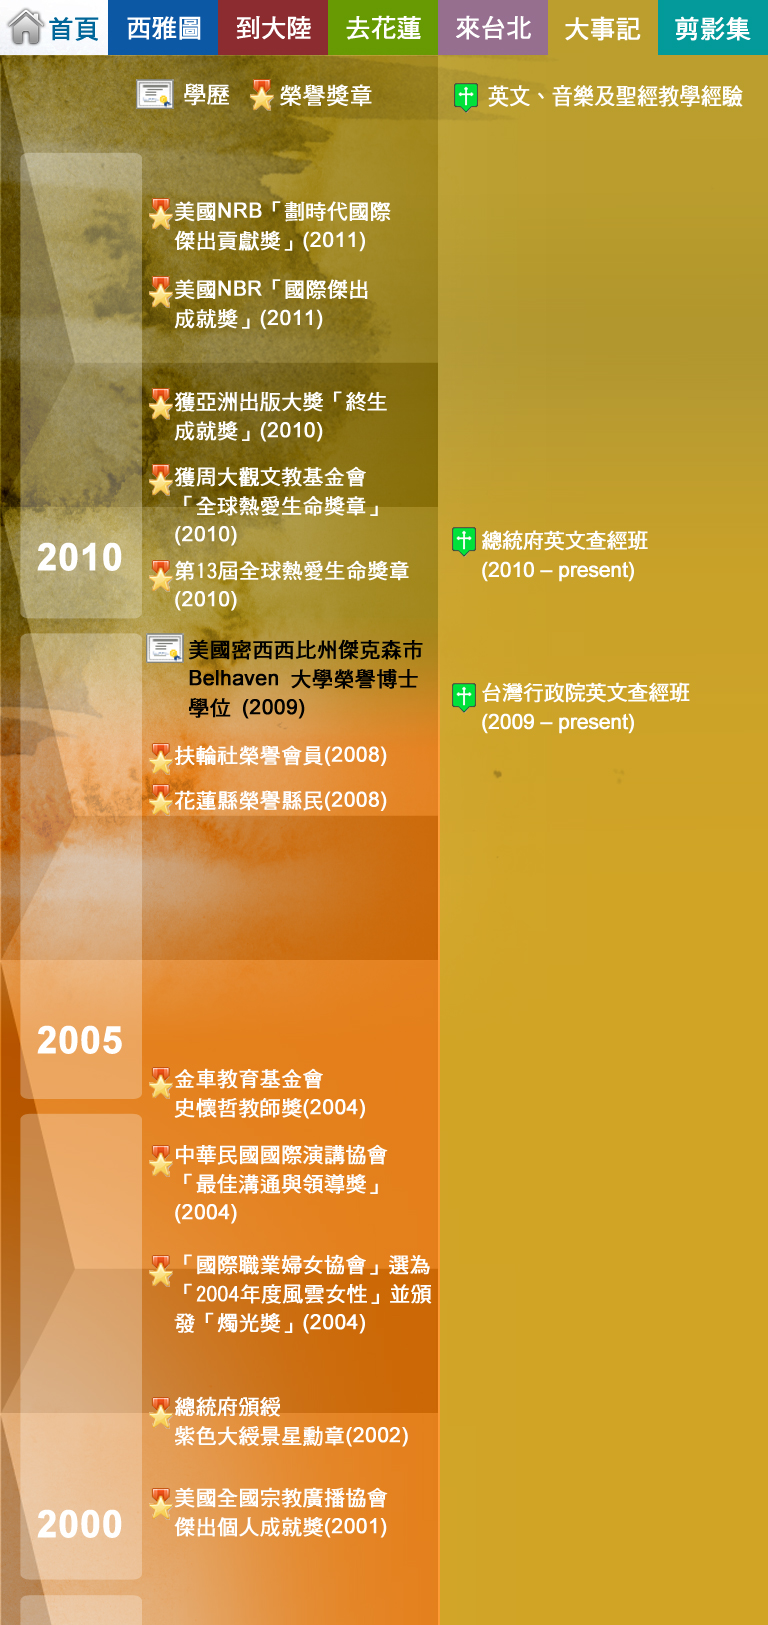 首頁 西雅圖 到大陸 去花蓮 來台北 大事記 剪影集
學歷 榮譽獎章
英文、音樂及聖經教學經驗
美國NRB「劃時代國際
傑出貢獻獎」(2011)
美國NBR「國際傑出
成就獎」(2011)
獲亞洲出版大獎「終生
成就獎」(2010)
獲周大觀文教基金會
「全球熱愛生命獎章」
(2010)
2010
第13屆全球熱愛生命獎章
(2010)
總統府英文查經班
(2010 – present)
美國密西西比州傑克森市
Belhaven 大學榮譽博士
學位 (2009)
台灣行政院英文查經班
(2009 – present)
扶輪社榮譽會員(2008)
花蓮縣榮譽縣民(2008)
2005
金車教育基金會
史懷哲教師獎(2004)
中華民國國際演講協會
「最佳溝通與領導獎」
(2004)
「國際職業婦女協會」選為
「2004年度風雲女性」並頒
發「燭光獎」(2004)
總統府頒綬
紫色大綬景星勳章(2002)
2000
美國全國宗教廣播協會
傑出個人成就獎(2001)